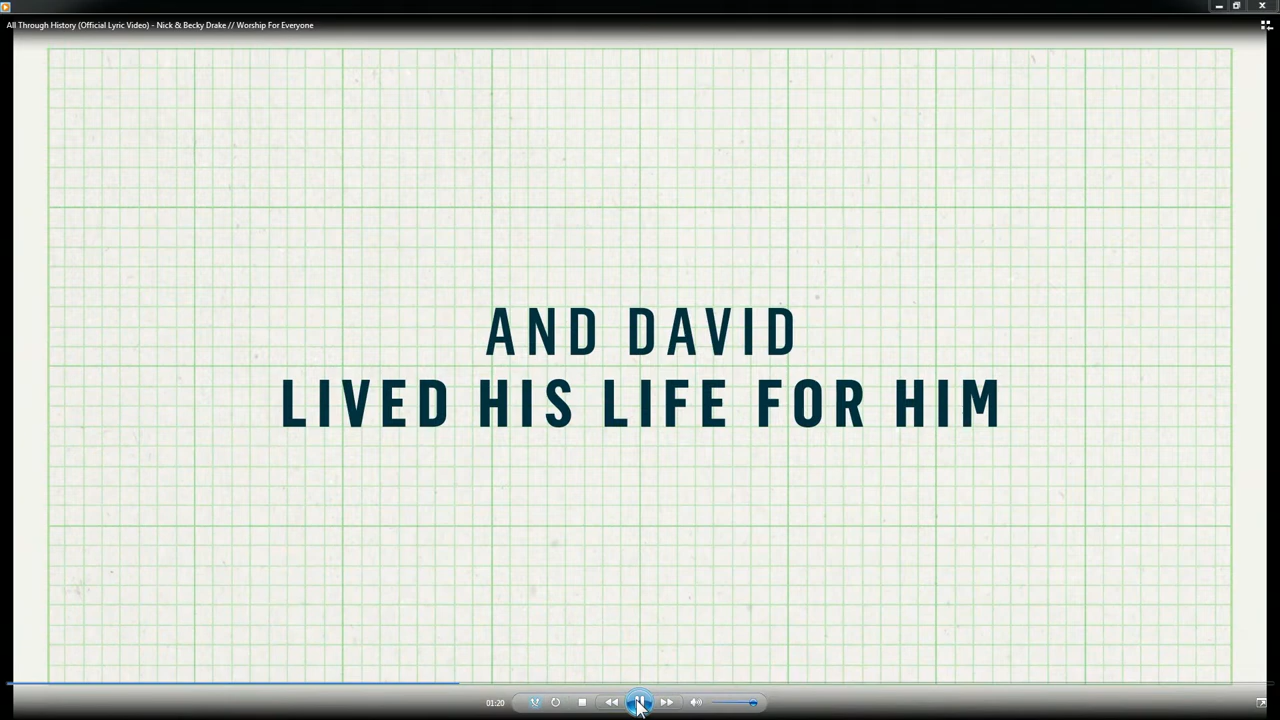 All Through History (Official Lyric Video) - Nick & Becky Drake // Worship For Everyone
AND DAVID
LIVED HIS LIFE FOR HIM
01:20